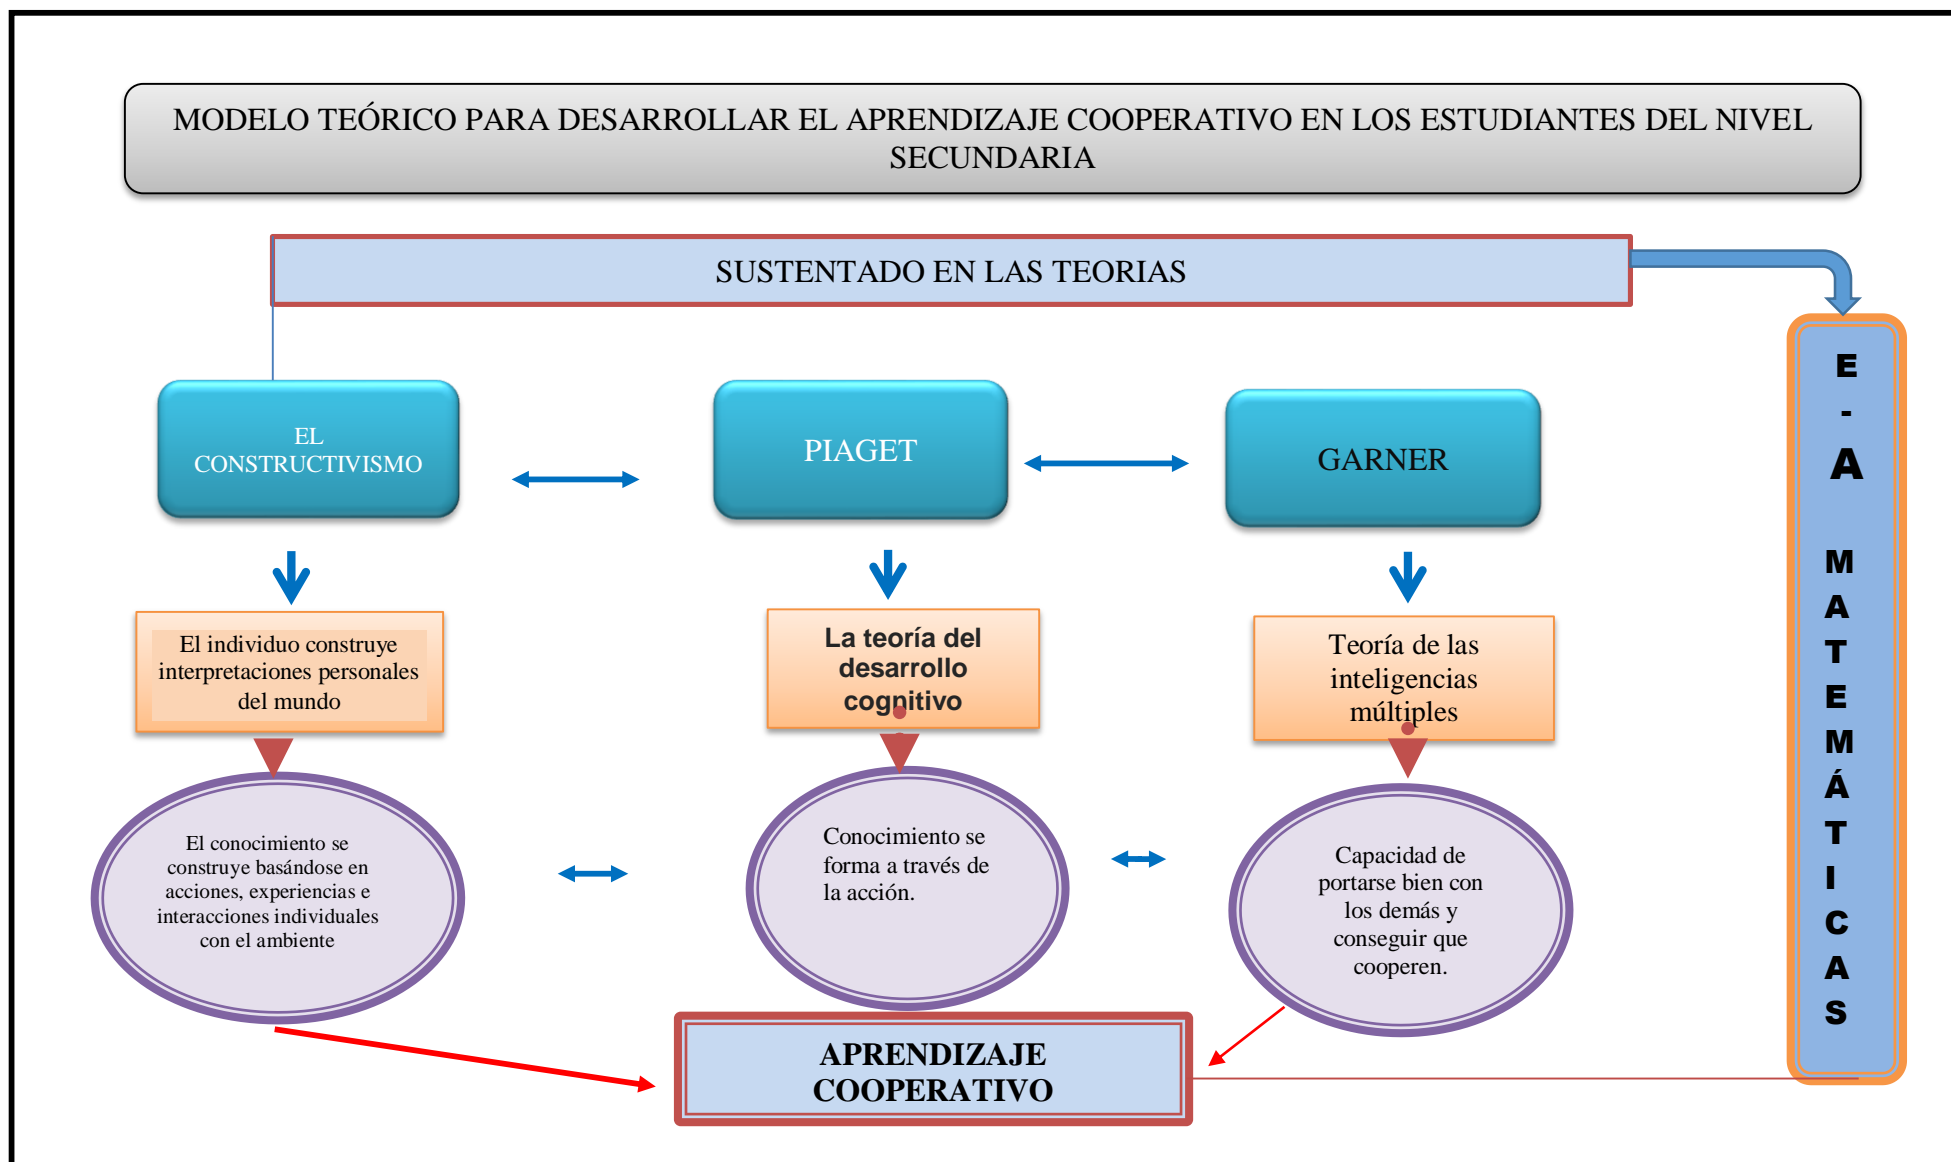 MODELO TEÓRICO PARA DESARROLLAR EL APRENDIZAJE COOPERATIVO EN LOS ESTUDIANTES DEL NIVEL
SECUNDARIA
SUSTENTADO EN LAS TEORIAS
EL
CONSTRUCTIVISMO
PIAGET
GARNER
El individuo construye
interpretaciones personales
del mundo
La teoría del
desarrollo
cognitivo
Teoría de las
inteligencias
múltiples
El conocimiento se
construye basándose en
acciones, experiencias e
interacciones individuales
con el ambiente
Conocimiento se
forma a través de
la acción.
Capacidad de
portarse bien con
los demás y
conseguir que
cooperen.
APRENDIZAJE
COOPERATIVO
E
-
A
M
A
T
E
M
Á
T
I
C
A
S